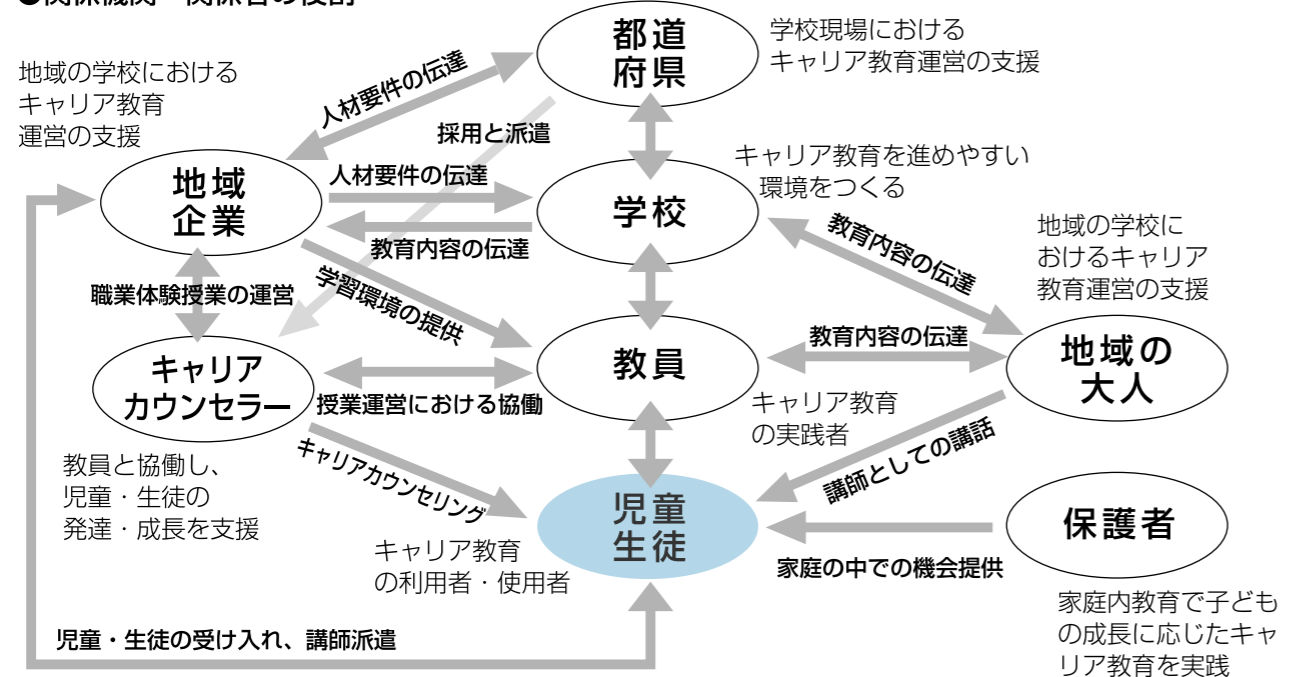 ●関係機関・関係者の役割
都道
府県
学校現場における
キャリア教育運営の支援
地域の学校における
キャリア教育
運営の支援
人材要件の伝達
採用と派遣
地域
企業
人材要件の伝達
教育内容の伝達
学校
キャリア教育を進めやすい
環境をつくる
教育内容の伝達
地域の学校に
おけるキャリア
教育運営の支援
職業体験授業の運営
学習環境の提供
キャリア
カウンセラー
授業運営における協働
教員
教育内容の伝達
地域の
大人
キャリア教育
の実践者
講師としての講話
教員と協働し、
児童・生徒の
発達・成長を支援
キャリアカウンセリング
児童
生徒
キャリア教育
の利用者・使用者
保護者
家庭の中での機会提供
家庭内教育で子ども
の成長に応じたキャ
リア教育を実践
児童・生徒の受け入れ、講師派遣